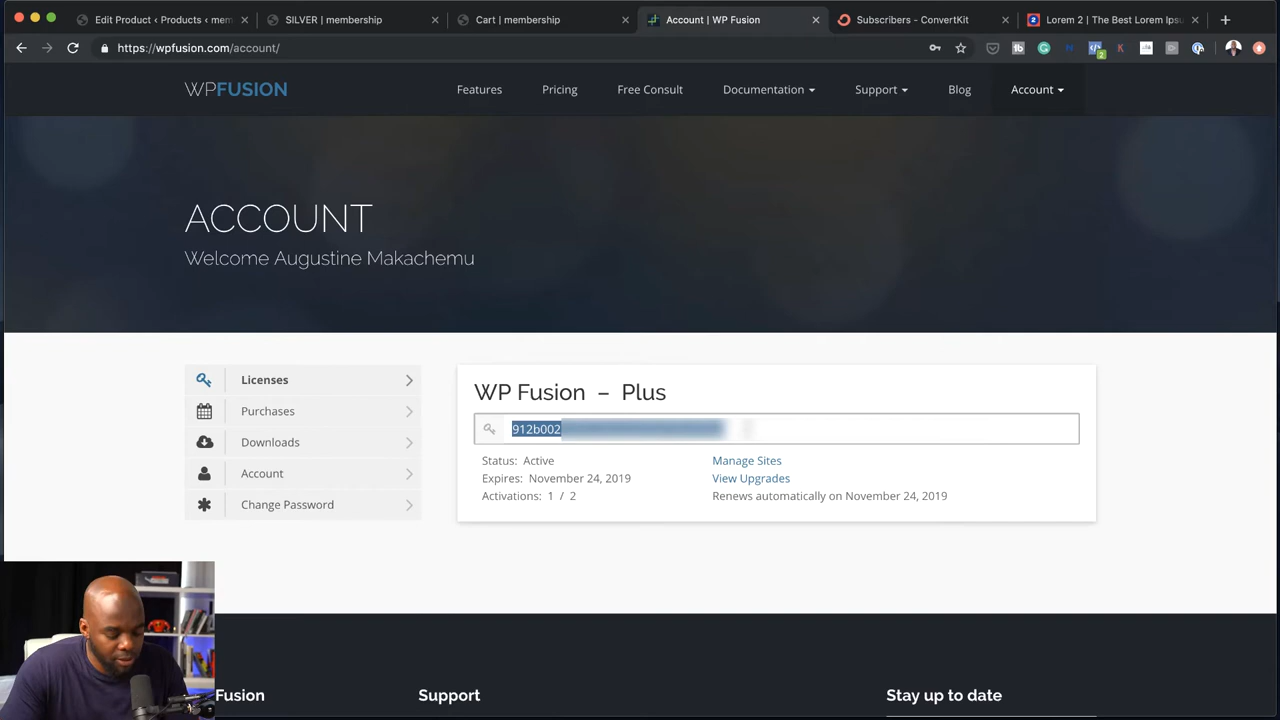 Edit Product ‹ Products ‹ mem
SILVER | membership
Cart | membership
Account | WP Fusion
Subscribers - ConvertKit
Lorem 2 | The Best Lorem Ipsu
https://wpfusion.com/account/
WPFUSION
Features
Pricing
Free Consult
Documentation
Support
Blog
Account
ACCOUNT
Welcome Augustine Makachemu
Licenses
Purchases
Downloads
Account
Change Password
WP Fusion – Plus
912b002
Status: Active
Manage Sites
Expires: November 24, 2019
View Upgrades
Activations: 1 / 2
Renews automatically on November 24, 2019
Fusion
Support
Stay up to date